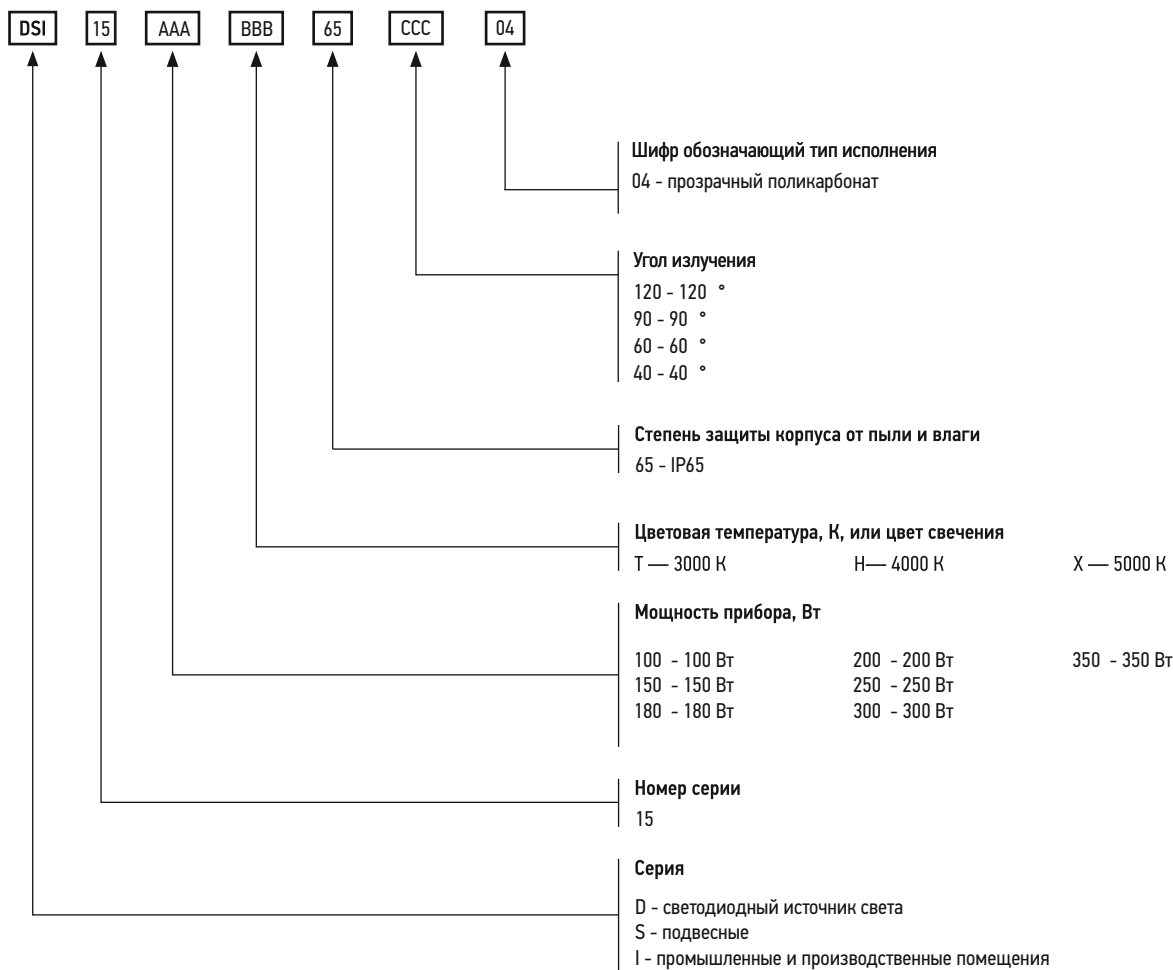 DSI 15 AAA BBB 65 CCC 04
Шифр обозначающий тип исполнения
04 - прозрачный поликарбонат
Угол излучения
120 - 120 °
90 - 90 °
60 - 60 °
40 - 40 °
Степень защиты корпуса от пыли и влаги
65 - IP65
Цветовая температура, К, или цвет свечения
Т — 3000 К Н— 4000 К Х — 5000 К
Мощность прибора, Вт
100 - 100 Вт 200 - 200 Вт 350 - 350 Вт
150 - 150 Вт 250 - 250 Вт
180 - 180 Вт 300 - 300 Вт
Номер серии
15
Серия
D - светодиодный источник света
S - подвесные
I - промышленные и производственные помещения